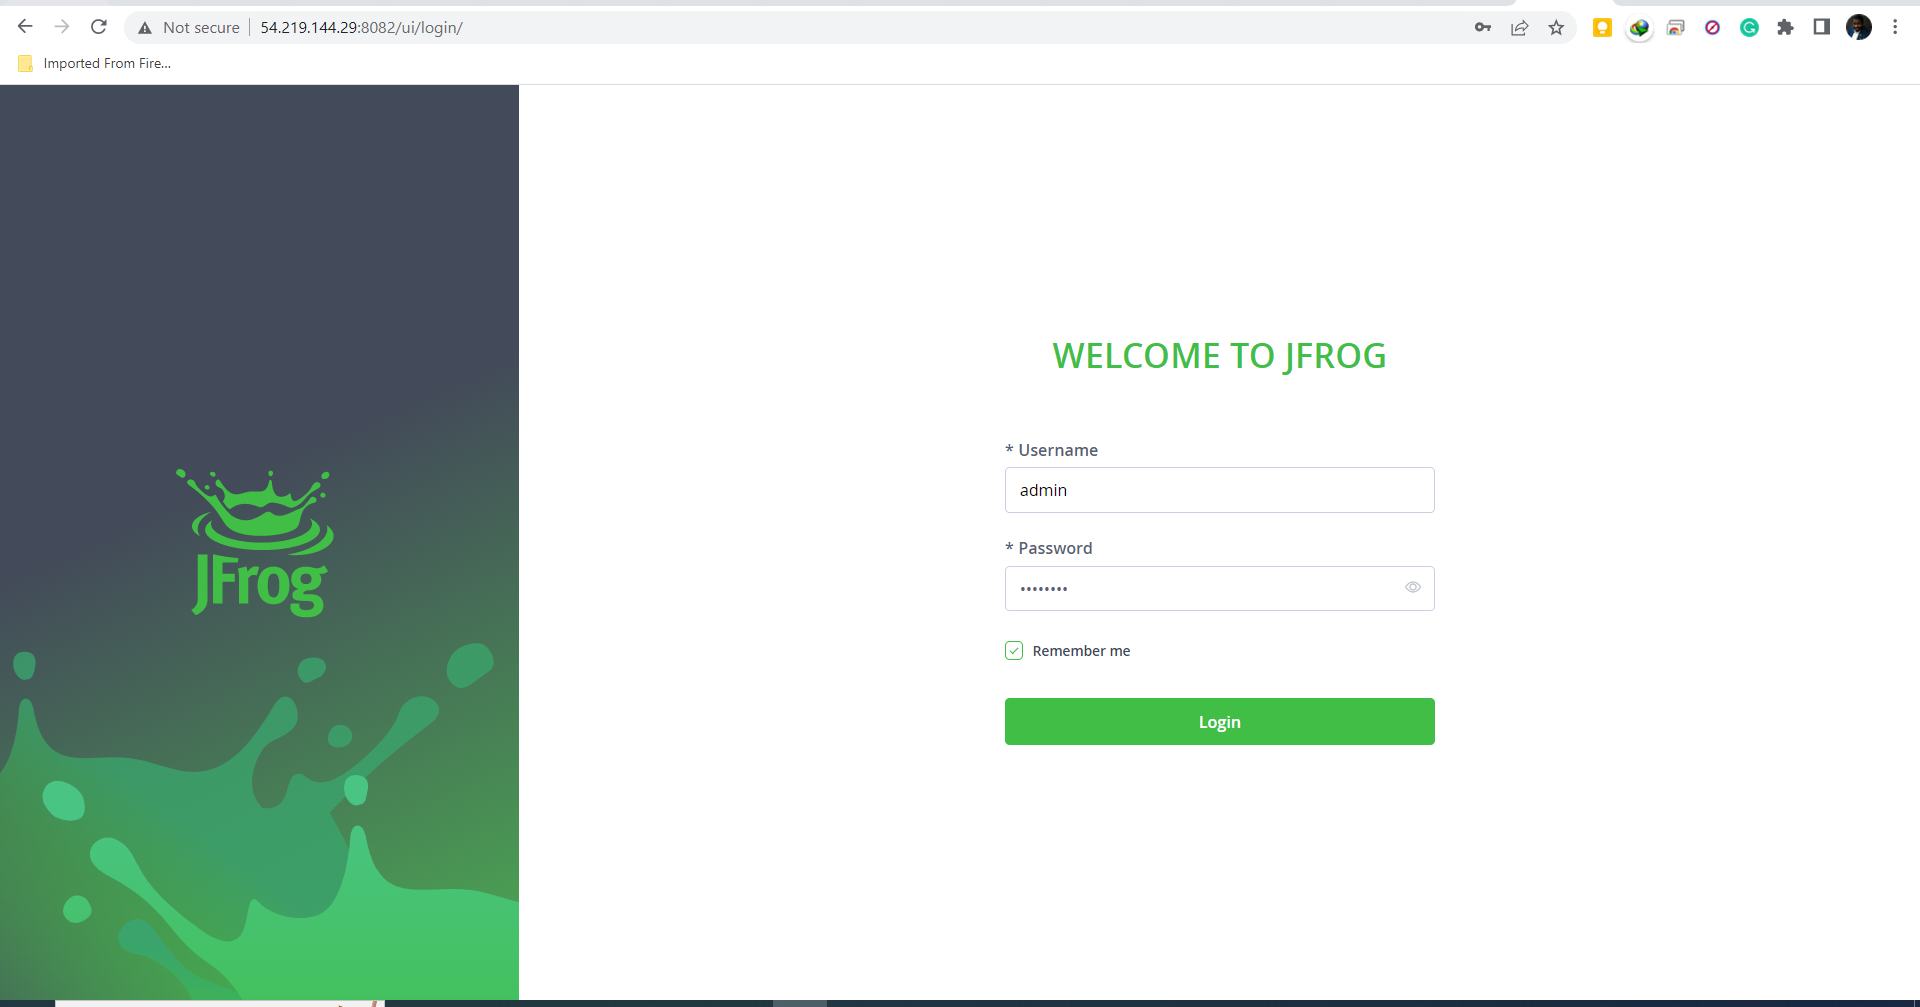 Not secure
54.219.144.29:8082/ui/login/
Imported From Fire...
JFrog
WELCOME TO JFROG
* Username
admin
* Password
••••••••
Remember me
Login